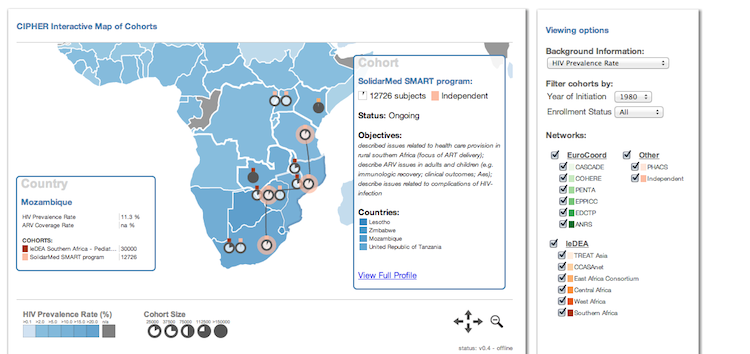 CIPHER Interactive Map of Cohorts
Cohort
SolidarMed SMART program:
12726 subjects Independent
Status: Ongoing
Objectives:
described issues related to health care provision in
rural southern Africa (focus of ART delivery);
describe ARV issues in adults and children (e.g.
immunologic recovery; clinical outcomes; Aes);
describe issues related to complications of HIV-
infection
Countries:
Lesotho
Zimbabwe
Mozambique
United Republic of Tanzania
View Full Profile
Country
Mozambique
HIV Prevalence Rate 11.3 %
ARV Coverage Rate na %
COHORTS:
IeDEA Southern Africa - Pediat... 30000
SolidarMed SMART program 12726
HIV Prevalence Rate (%)
>0.1 >2.0 >5.0 >10.0 >15.0 >20.0 n/a
Cohort Size
25000 37500 75000 112500 >150000
status: v0.4 - offline
Viewing options
Background Information:
HIV Prevalence Rate
Filter cohorts by:
Year of Initiation 1980
Enrollment Status All
Networks:
EuroCoord
CASCADE
COHERE
PENTA
EPPICC
EDCTP
ANRS
Other
PHACS
Independent
IeDEA
TREAT Asia
CCASAnet
East Africa Consortium
Central Africa
West Africa
Southern Africa